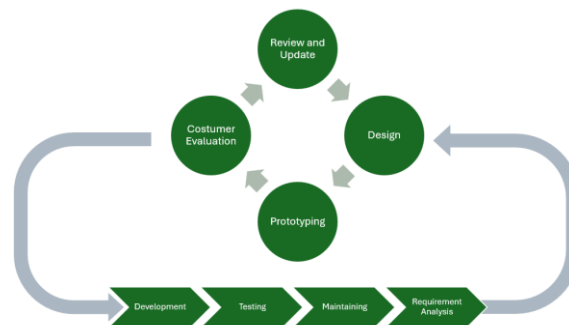 Review and
Update
Costumer
Evaluation
Design
Prototyping
Development
Testing
Maintaining
Requirement
Analysis